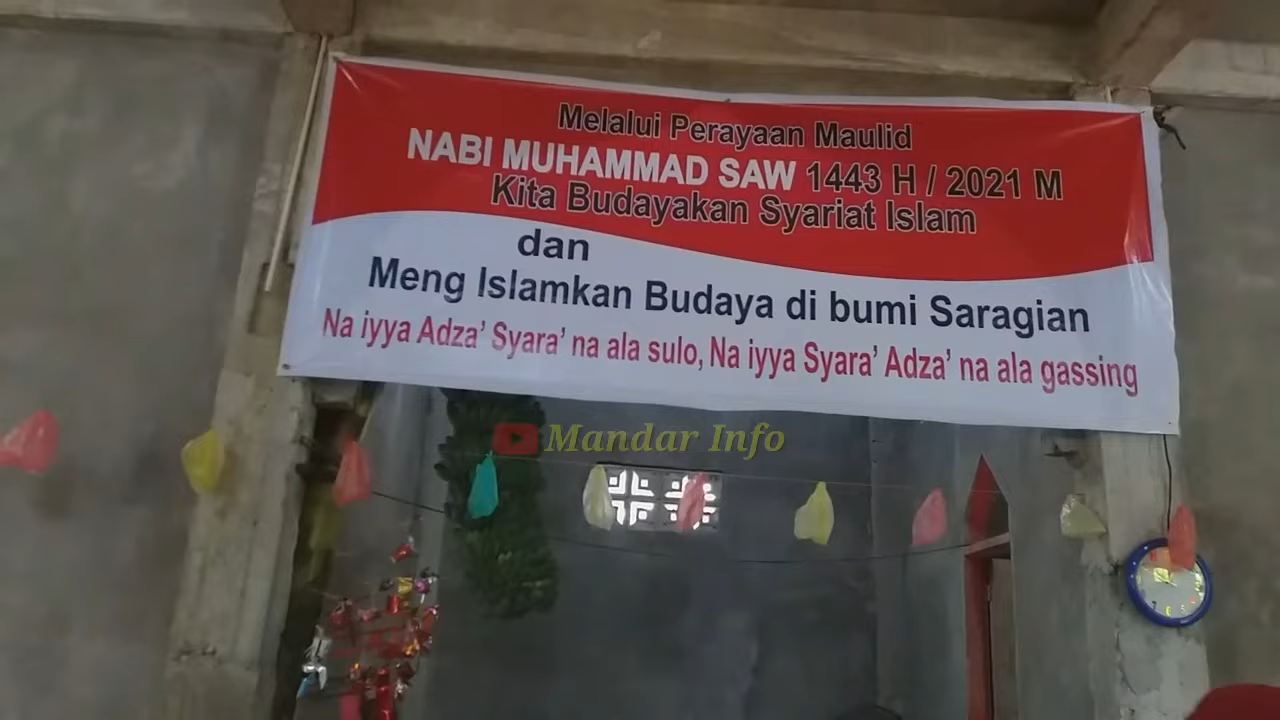 Melalui Perayaan Maulid
NABI MUHAMMAD SAW 1443 H / 2021 M
Kita Budayakan Syariat Islam
dan
Meng Islamkan Budaya di bumi Saragian
Na iyya Adza' Syara' na ala sulo, Na iyya Syara' Adza' na ala gassing
Mandar Info